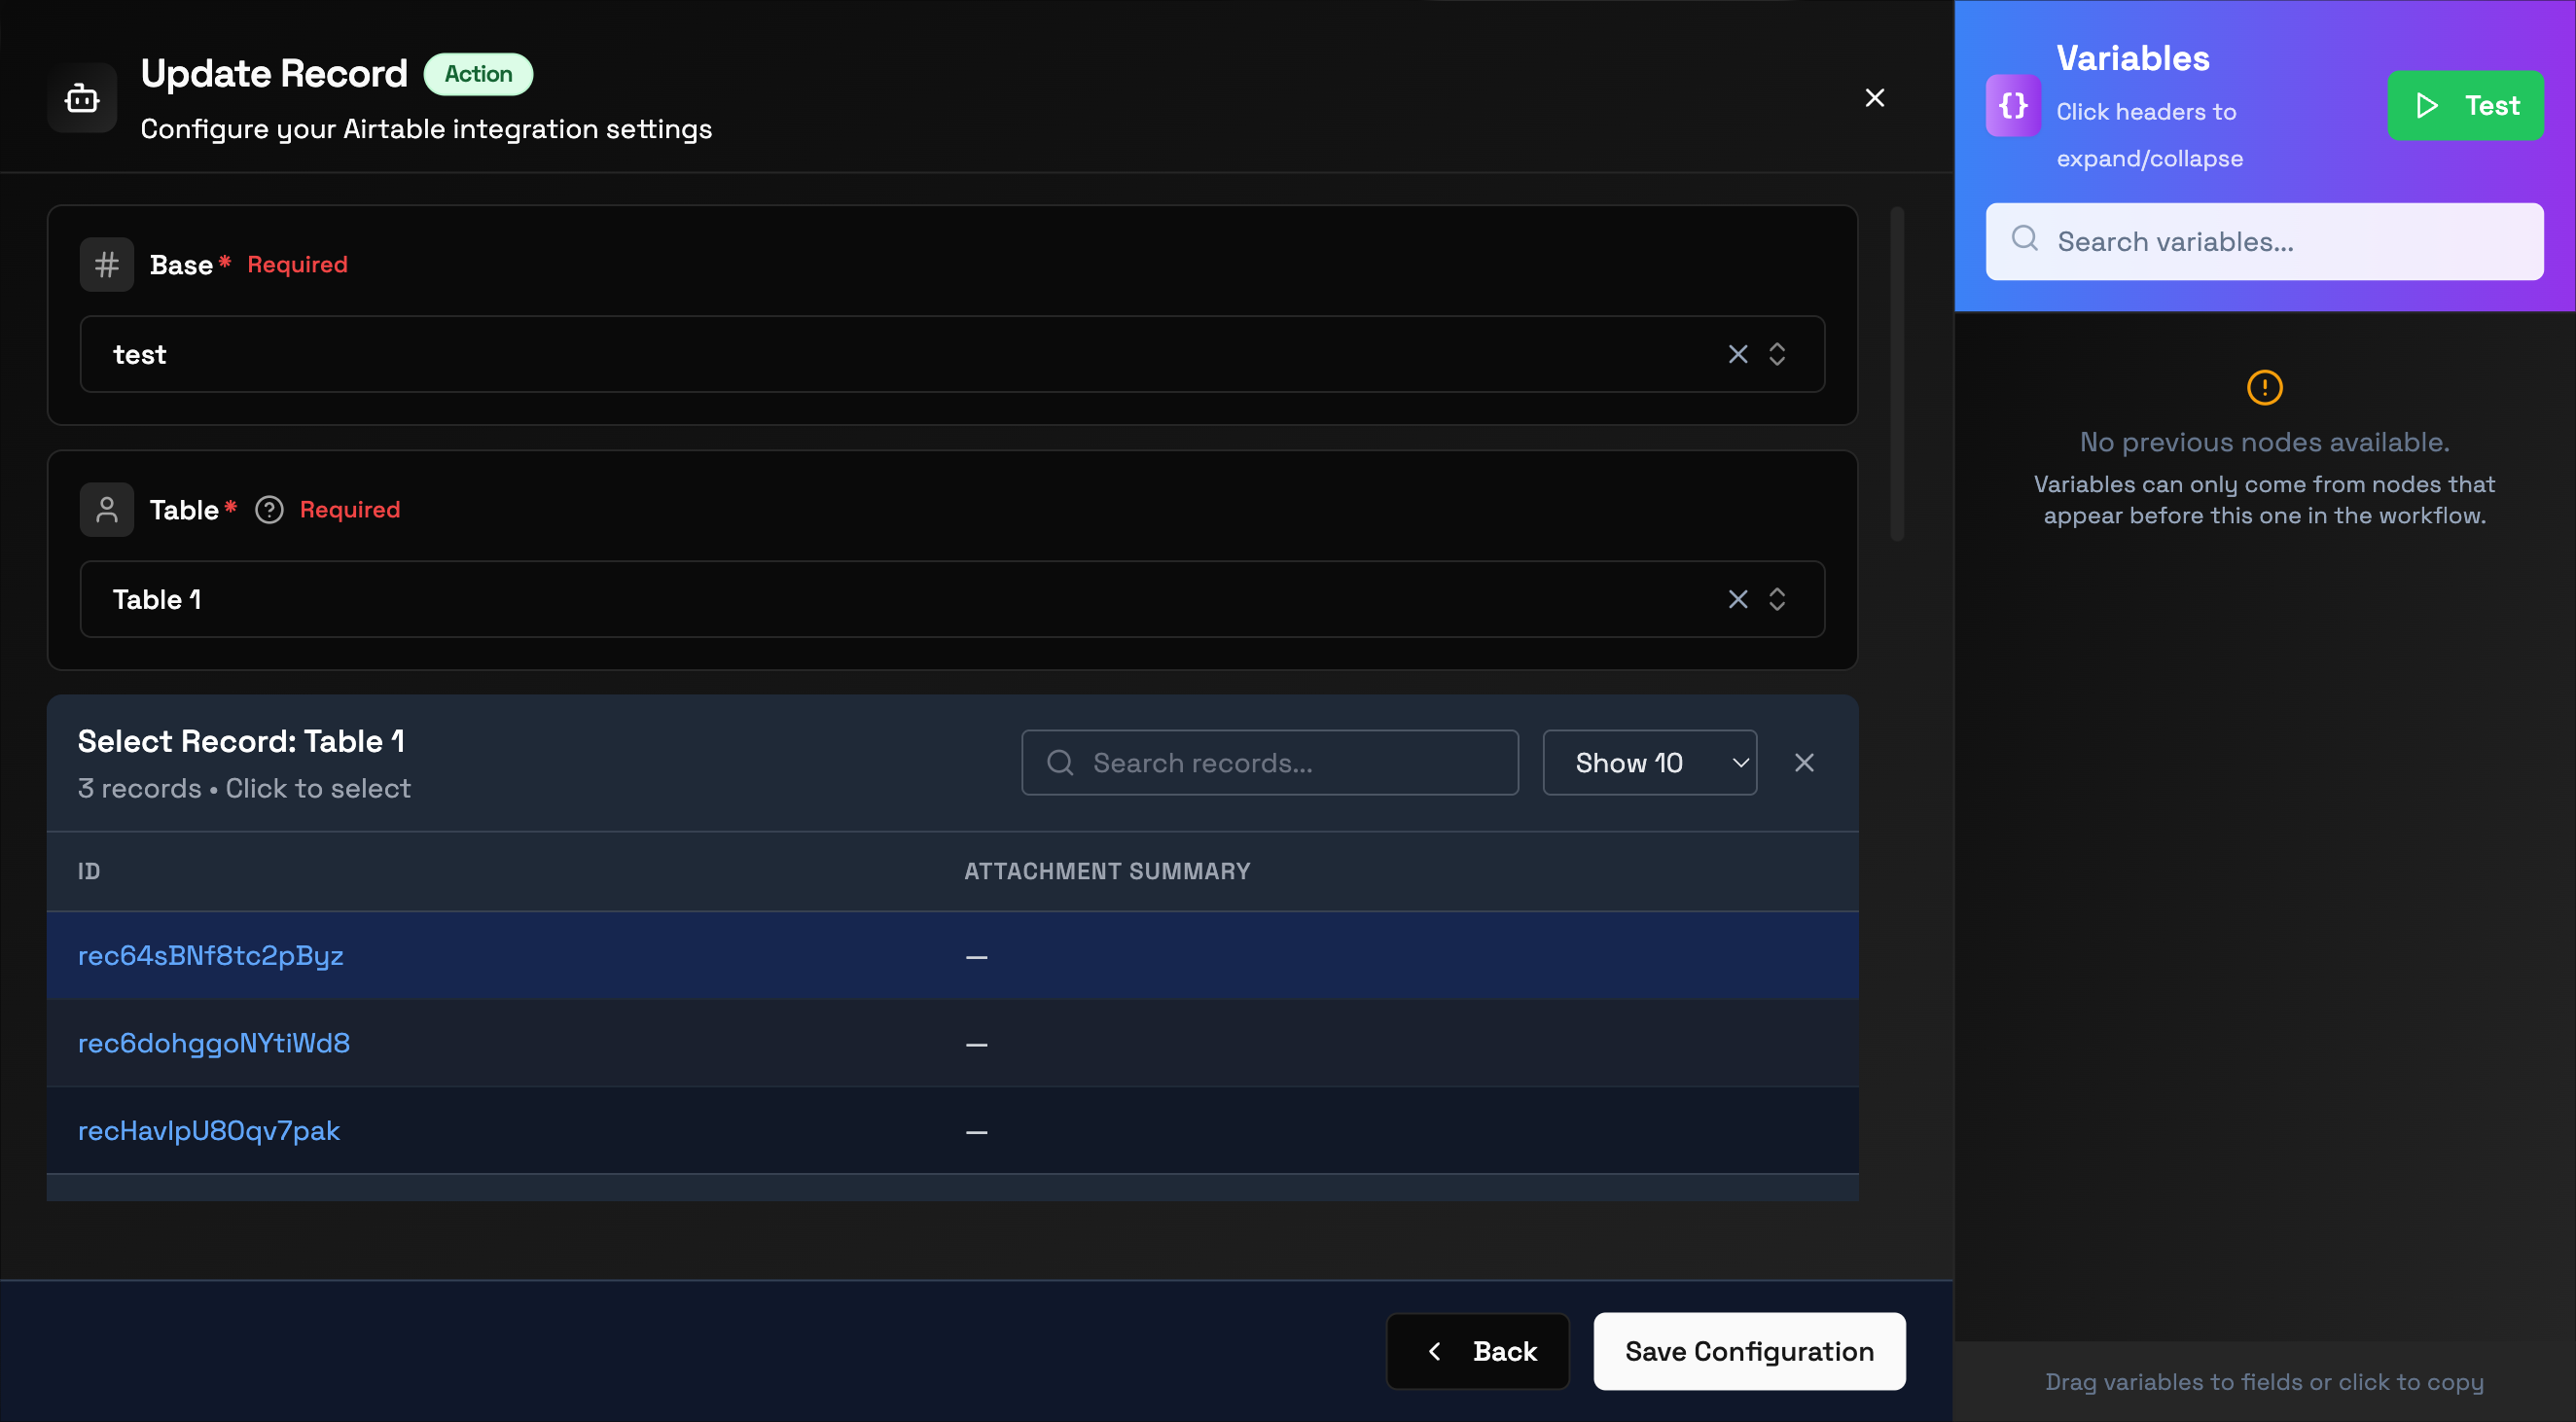 Update Record Action
Configure your Airtable integration settings
Base * Required
test
Table * Required
Table 1
Select Record: Table 1
3 records • Click to select
Search records...
Show 10
ID ATTACHMENT SUMMARY
rec64sBNf8tc2pByz —
rec6dohggoNYtiWd8 —
recHavIpU8Oqv7pak —
Back
Save Configuration
Variables
Click headers to
expand/collapse
Test
Search variables...
No previous nodes available.
Variables can only come from nodes that
appear before this one in the workflow.
Drag variables to fields or click to copy